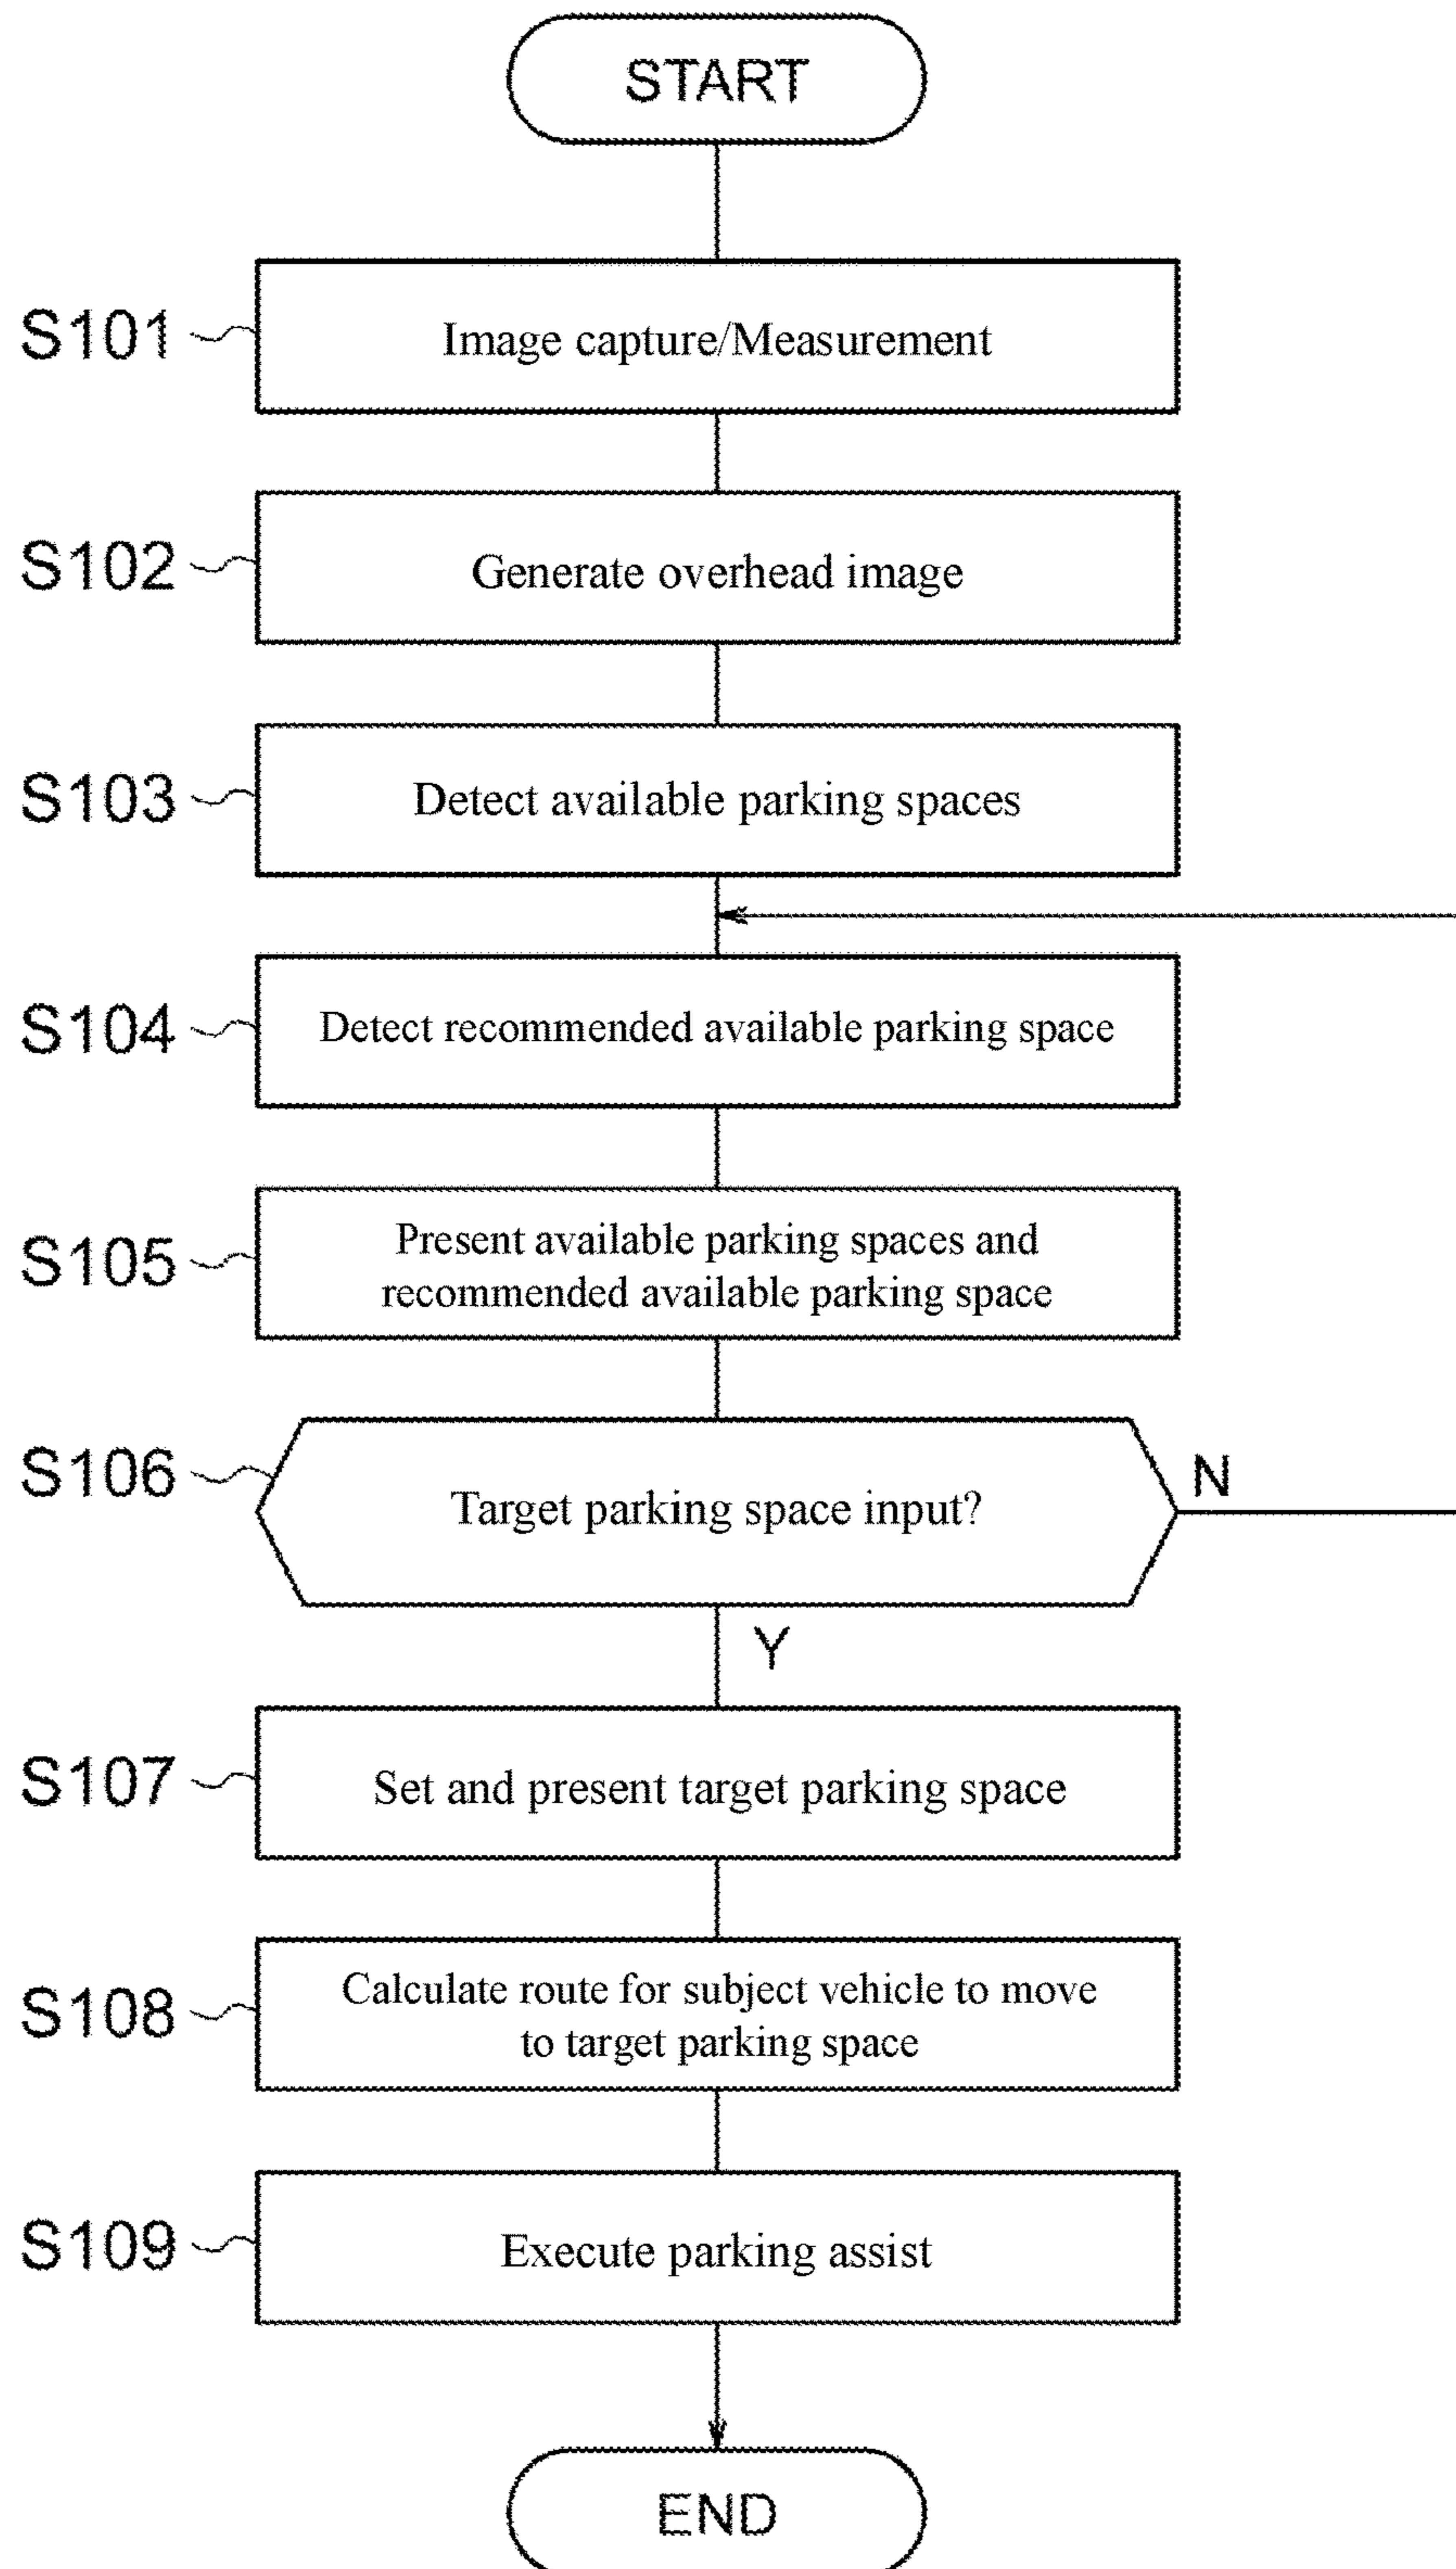 START
S101
Image capture/Measurement
S102
Generate overhead image
S103
Detect available parking spaces
S104
Detect recommended available parking space
S105
Present available parking spaces and
recommended available parking space
S106
Target parking space input?
N
Y
S107
Set and present target parking space
S108
Calculate route for subject vehicle to move
to target parking space
S109
Execute parking assist
END